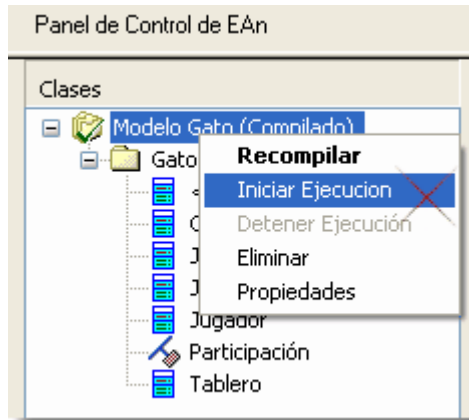 Panel de Control de EAn
Clases
Modelo Gato (Compilado)
Gato
Recompilar
Iniciar Ejecucion
Detener Ejecución
Eliminar
Propiedades
Jugador
Participación
Tablero